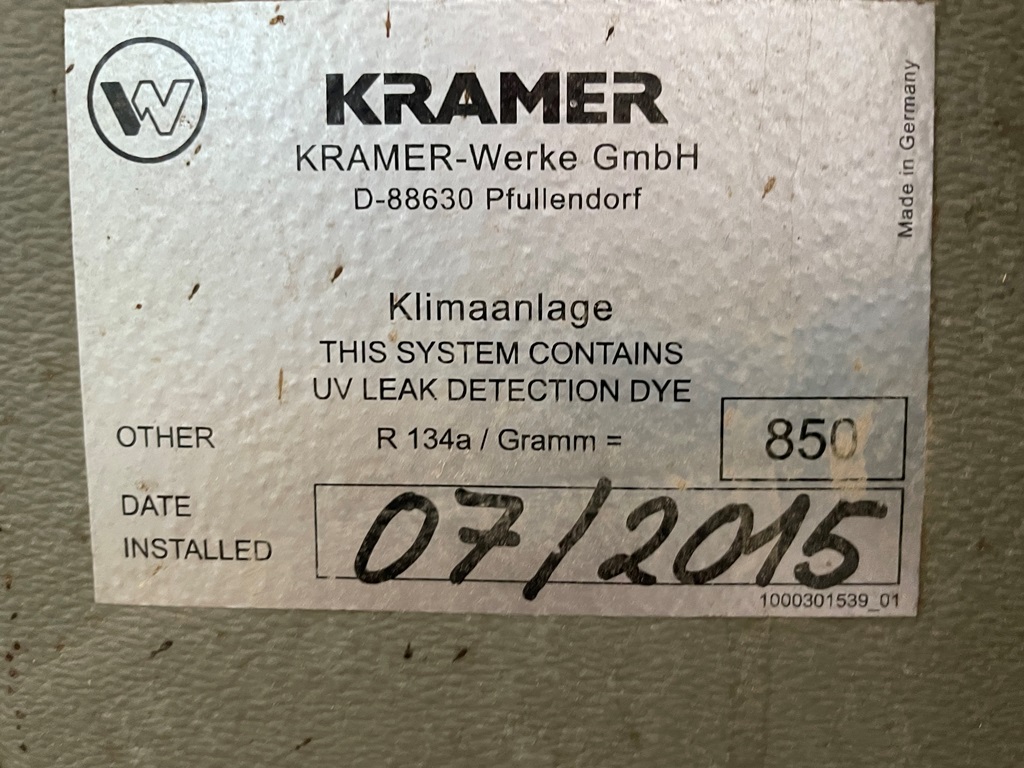 KRAMER
KRAMER-Werke GmbH
D-88630 Pfullendorf
Made in Germany
Klimaanlage
THIS SYSTEM CONTAINS
UV LEAK DETECTION DYE
OTHER R 134a / Gramm = 850
DATE
INSTALLED
07/2015
1000301539_01